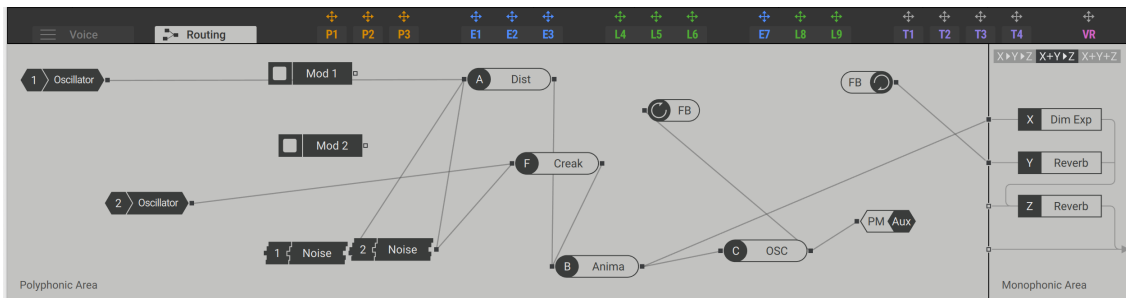 Voice Routing P1 P2 P3 E1 E2 E3 L4 L5 L6 E7 L8 L9 T1 T2 T3 T4 VR
X▸Y▸Z X+Y▸Z X+Y+Z
1 Oscillator Mod 1 A Dist FB
FB
X Dim Exp
Mod 2
F Creak Y Reverb
2 Oscillator Z Reverb
PM Aux
1 Noise 2 Noise C OSC
B Anima
Polyphonic Area Monophonic Area